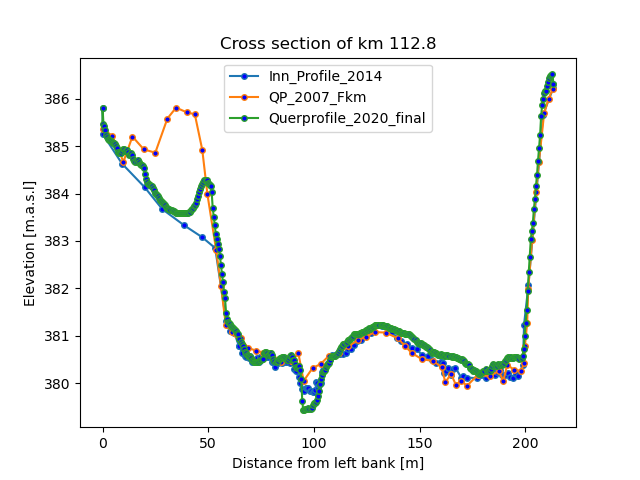 Cross section of km 112.8
Inn_Profile_2014
QP_2007_Fkm
Querprofile_2020_final
386
385
384
383
382
381
380
Elevation [m.a.s.l]
0 50 100 150 200
Distance from left bank [m]